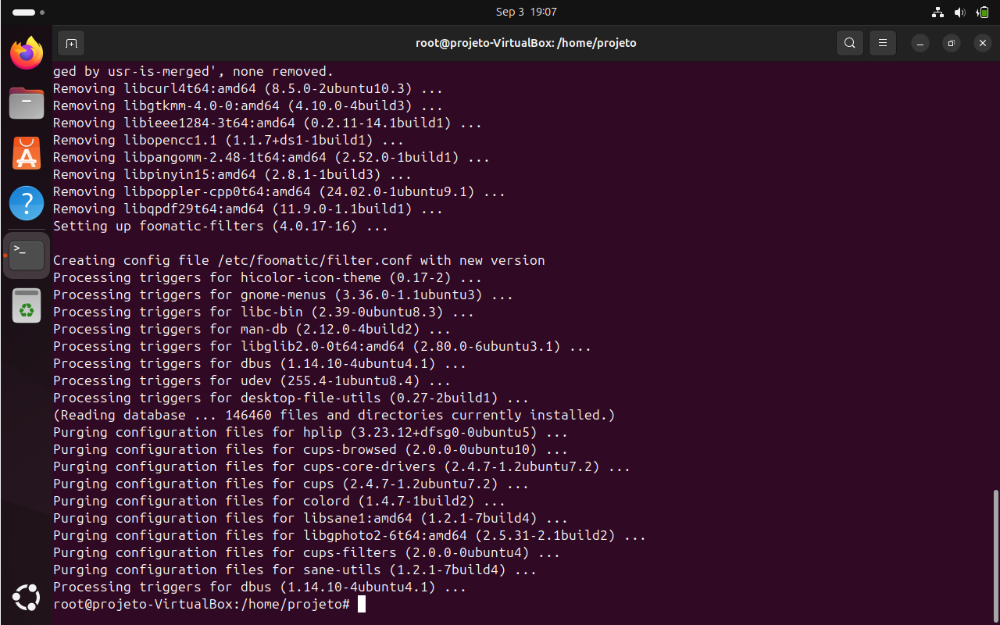 Sep 3 19:07
root@projeto-VirtualBox: /home/projeto
ged by usr-is-merged', none removed.
Removing libcurl4t64:amd64 (8.5.0-2ubuntu10.3) ...
Removing libgtkmm-4.0-0:amd64 (4.10.0-4build3) ...
Removing libieee1284-3t64:amd64 (0.2.11-14.1build1) ...
Removing libopencc1.1 (1.1.7+ds1-1build1) ...
Removing libpangomm-2.48-1t64:amd64 (2.52.0-1build1) ...
Removing libpinyin15:amd64 (2.8.1-1build3) ...
Removing libpoppler-cpp0t64:amd64 (24.02.0-1ubuntu9.1) ...
Removing libqpdf29t64:amd64 (11.9.0-1.1build1) ...
Setting up foomatic-filters (4.0.17-16) ...
Creating config file /etc/foomatic/filter.conf with new version
Processing triggers for hicolor-icon-theme (0.17-2) ...
Processing triggers for gnome-menus (3.36.0-1.1ubuntu3) ...
Processing triggers for libc-bin (2.39-0ubuntu8.3) ...
Processing triggers for man-db (2.12.0-4build2) ...
Processing triggers for libglib2.0-0t64:amd64 (2.80.0-6ubuntu3.1) ...
Processing triggers for dbus (1.14.10-4ubuntu4.1) ...
Processing triggers for udev (255.4-1ubuntu8.4) ...
Processing triggers for desktop-file-utils (0.27-2build1) ...
(Reading database ... 146460 files and directories currently installed.)
Purging configuration files for hplip (3.23.12+dfsg0-0ubuntu5) ...
Purging configuration files for cups-browsed (2.0.0-0ubuntu10) ...
Purging configuration files for cups-core-drivers (2.4.7-1.2ubuntu7.2) ...
Purging configuration files for cups (2.4.7-1.2ubuntu7.2) ...
Purging configuration files for colord (1.4.7-1build2) ...
Purging configuration files for libsane1:amd64 (1.2.1-7build4) ...
Purging configuration files for libgphoto2-6t64:amd64 (2.5.31-2.1build2) ...
Purging configuration files for cups-filters (2.0.0-0ubuntu4) ...
Purging configuration files for sane-utils (1.2.1-7build4) ...
Processing triggers for dbus (1.14.10-4ubuntu4.1) ...
root@projeto-VirtualBox:/home/projeto#